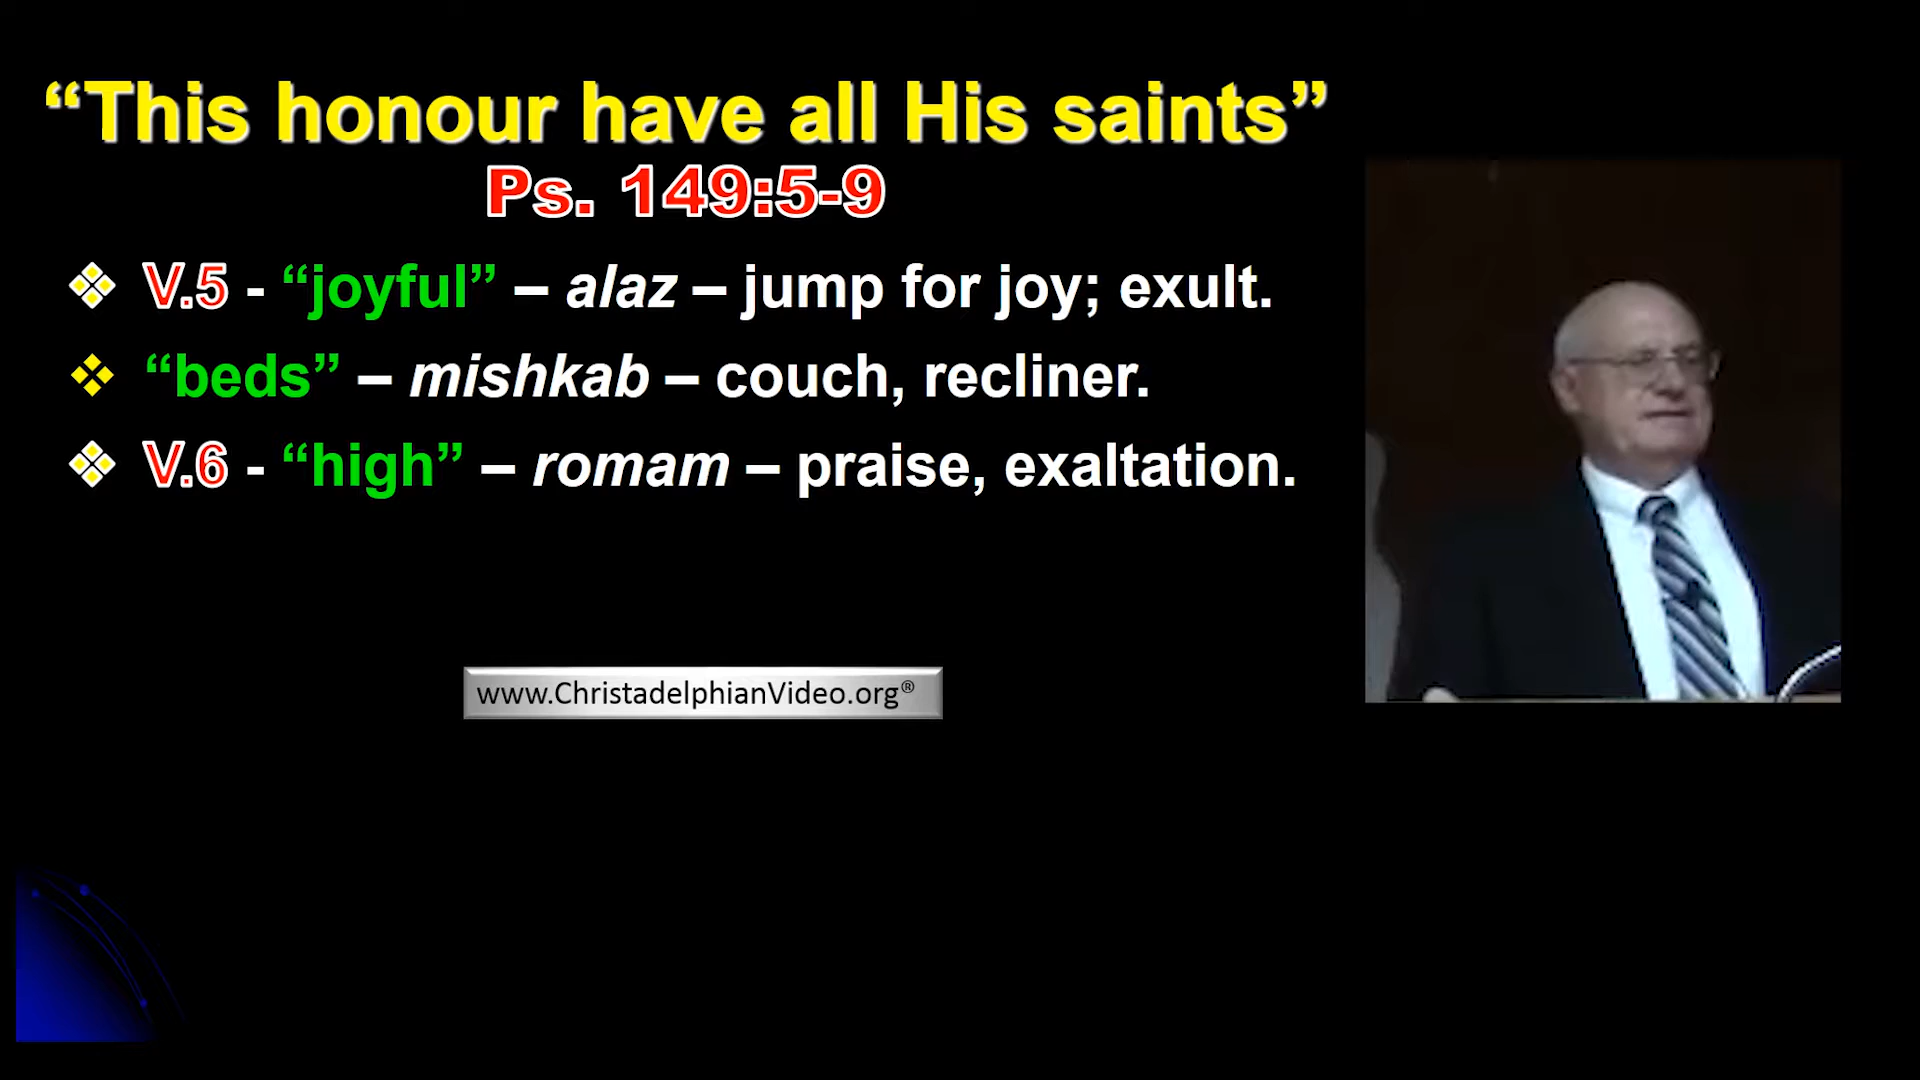 “This honour have all His saints”
Ps. 149:5-9
V.5 - “joyful” – alaz – jump for joy; exult.
“beds” – mishkab – couch, recliner.
V.6 - “high” – romam – praise, exaltation.
www.ChristadelphianVideo.org®